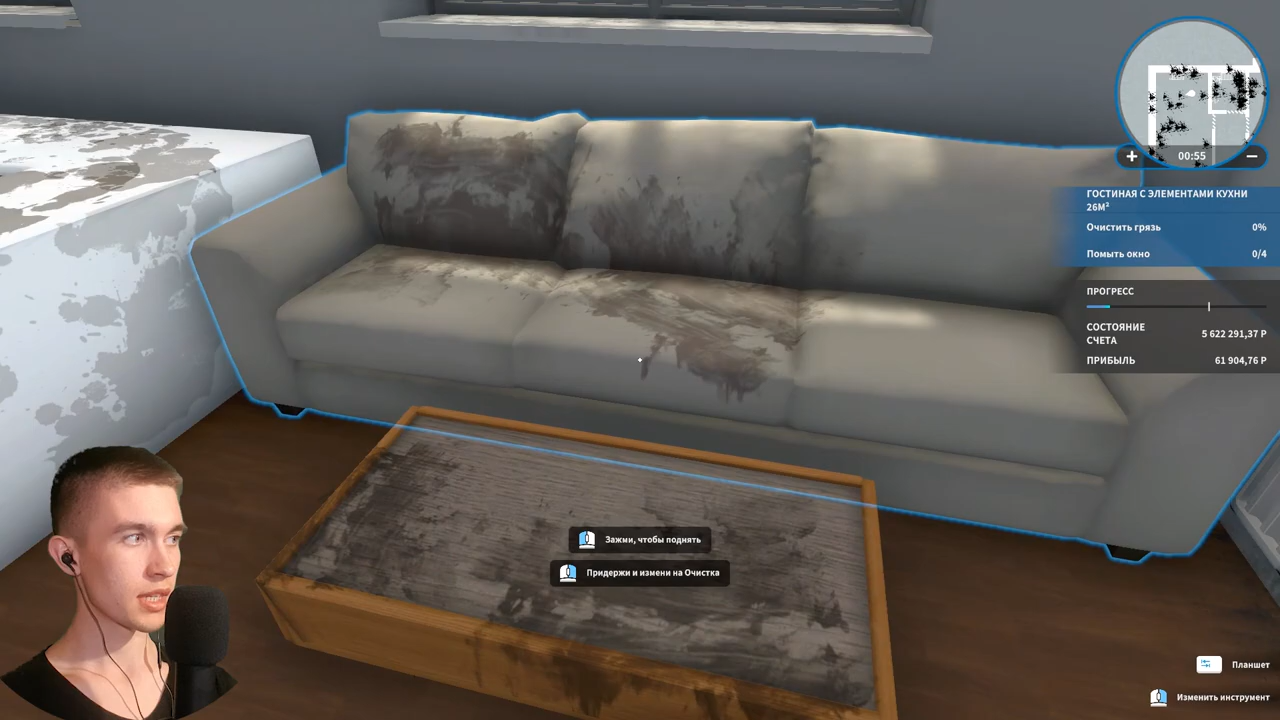 + 00:55 −
ГОСТИНАЯ С ЭЛЕМЕНТАМИ КУХНИ
26М²
Очистить грязь 0%
Помыть окно 0/4
ПРОГРЕСС
СОСТОЯНИЕ
СЧЕТА 5 622 291,37 Р
ПРИБЫЛЬ 61 904,76 Р
Зажми, чтобы поднять
Придержи и измени на Очистка
Планшет
Изменить инструмент